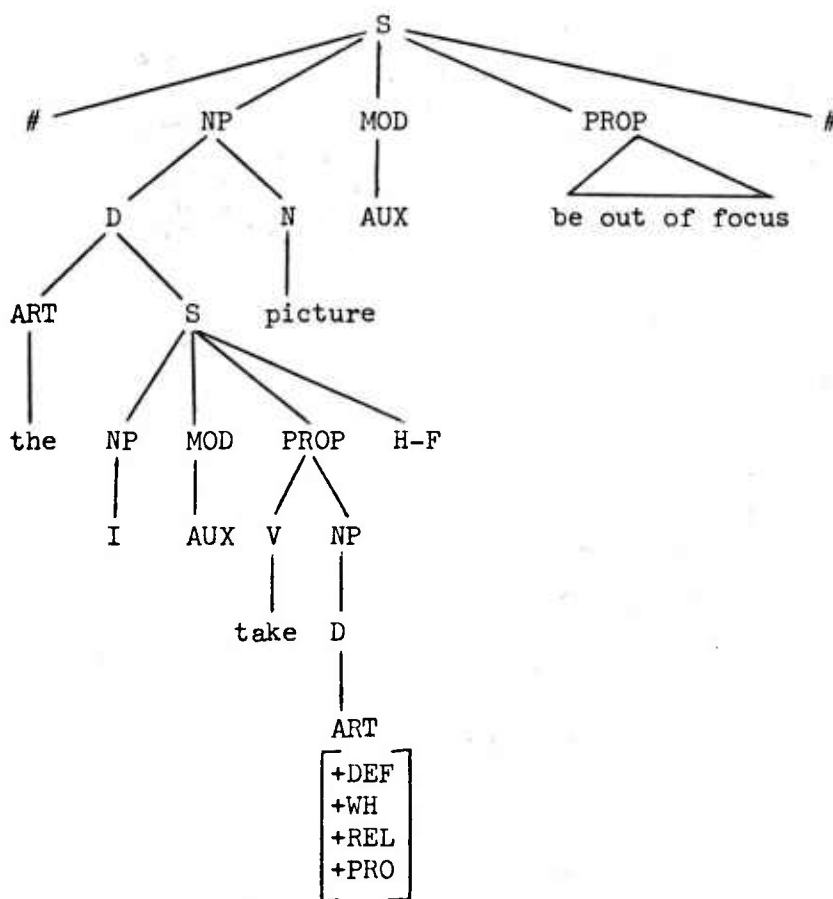 S
# NP MOD PROP #
D N AUX be out of focus
ART S picture
the NP MOD PROP H-F
I AUX V NP
take D
ART
+DEF
+WH
+REL
+PRO